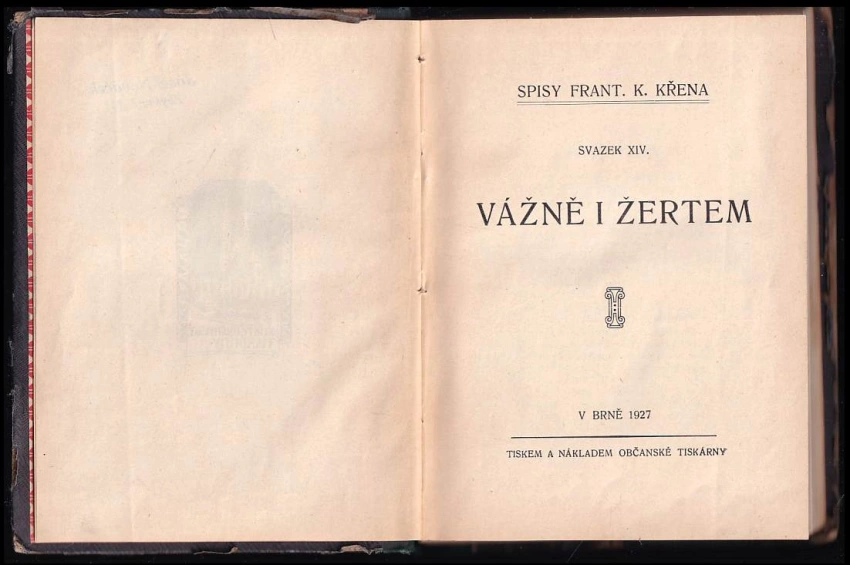 SPISY FRANT. K. KŘENA
SVAZEK XIV.
VÁŽNĚ I ŽERTEM
V BRNĚ 1927
TISKEM A NÁKLADEM OBČANSKÉ TISKÁRNY